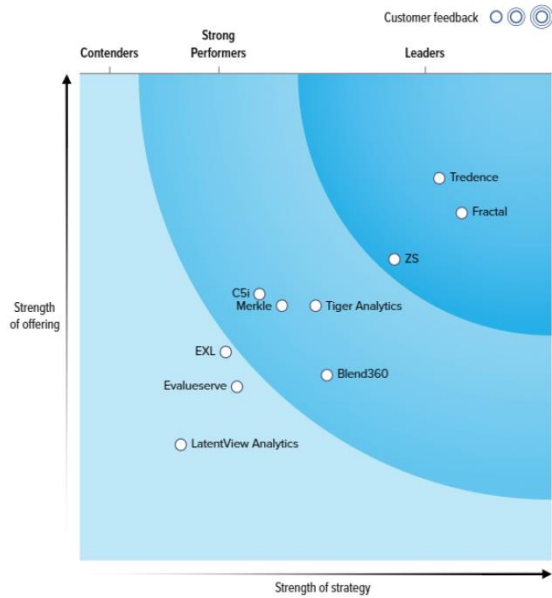 Customer feedback
Contenders
Strong
Performers
Leaders
Tredence
Fractal
ZS
C5i
Merkle
Tiger Analytics
Strength
of offering
EXL
Blend360
Evalueserve
LatentView Analytics
Strength of strategy